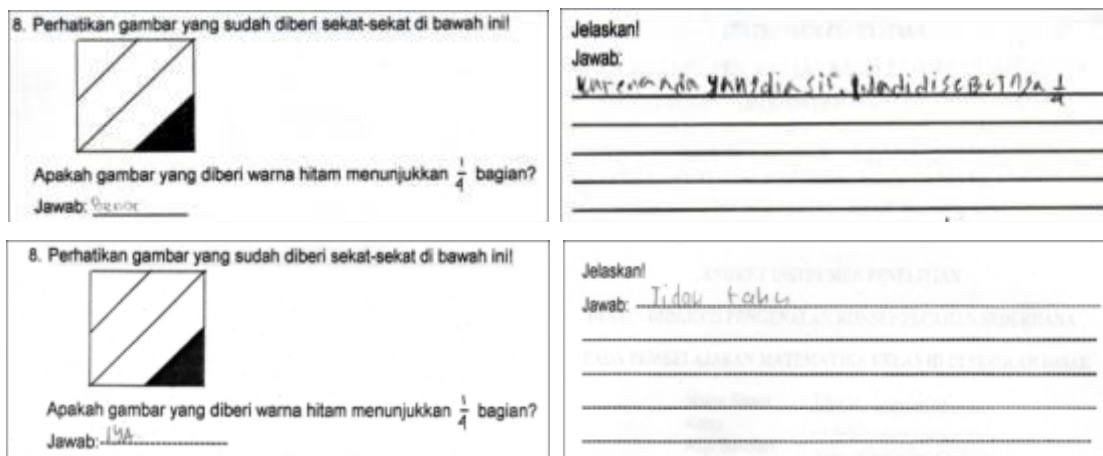 8. Perhatikan gambar yang sudah diberi sekat-sekat di bawah ini!
Apakah gambar yang diberi warna hitam menunjukkan 1/4 bagian?
Jawab: Benar
Jelaskan!
Jawab:
karena ada yang diasir, jadi disebutnya 1/4
8. Perhatikan gambar yang sudah diberi sekat-sekat di bawah ini!
Apakah gambar yang diberi warna hitam menunjukkan 1/4 bagian?
Jawab: iya
Jelaskan!
Jawab: Tidak tahu